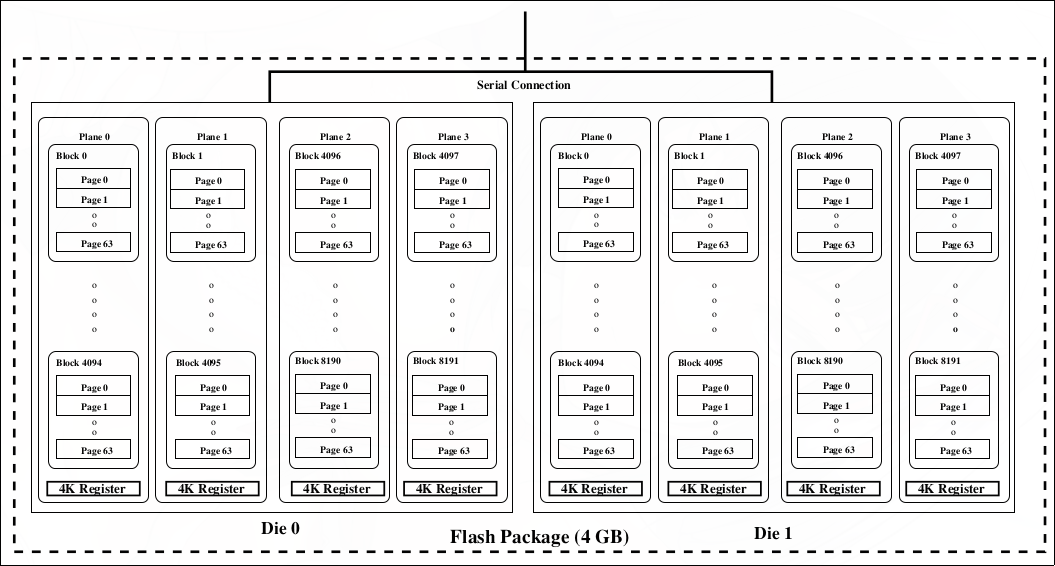 Serial Connection
Plane 0
Block 0
Page 0
Page 1
o
o
Page 63
o
o
o
o
Block 4094
Page 0
Page 1
o
o
Page 63
4K Register
Plane 1
Block 1
Page 0
Page 1
o
o
Page 63
o
o
o
o
Block 4095
Page 0
Page 1
o
o
Page 63
4K Register
Plane 2
Block 4096
Page 0
Page 1
o
o
Page 63
o
o
o
o
Block 8190
Page 0
Page 1
o
o
Page 63
4K Register
Plane 3
Block 4097
Page 0
Page 1
o
o
Page 63
o
o
o
o
Block 8191
Page 0
Page 1
o
o
Page 63
4K Register
Die 0
Plane 0
Block 0
Page 0
Page 1
o
o
Page 63
o
o
o
o
Block 4094
Page 0
Page 1
o
o
Page 63
4K Register
Plane 1
Block 1
Page 0
Page 1
o
o
Page 63
o
o
o
o
Block 4095
Page 0
Page 1
o
o
Page 63
4K Register
Plane 2
Block 4096
Page 0
Page 1
o
o
Page 63
o
o
o
o
Block 8190
Page 0
Page 1
o
o
Page 63
4K Register
Plane 3
Block 4097
Page 0
Page 1
o
o
Page 63
o
o
o
o
Block 8191
Page 0
Page 1
o
o
Page 63
4K Register
Die 1
Flash Package (4 GB)